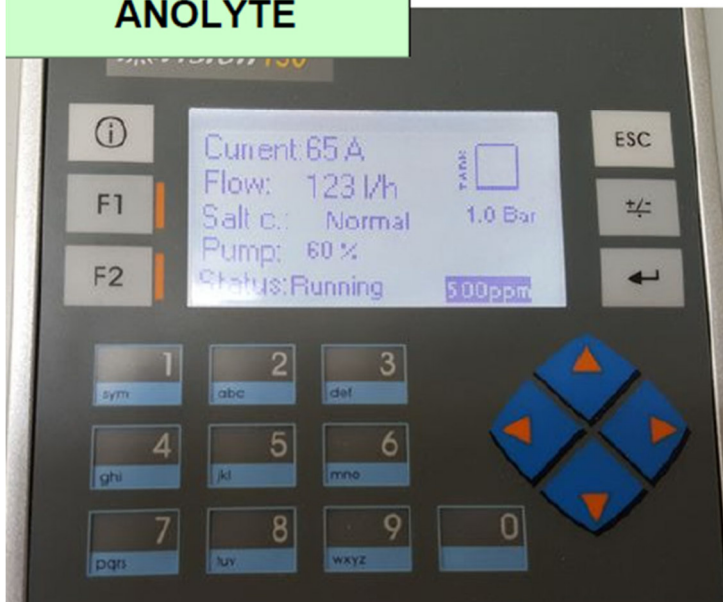 ANOLYTE
ESC
F1
F2
Current: 65 A
Flow: 123 l/h
Salt c.: Normal
1.0 Bar
Pump: 60 %
Status: Running
500ppm
TANK
+/-
1
sym
2
abc
3
def
4
ghi
5
jkl
6
mno
7
pqrs
8
tuv
9
wxyz
0